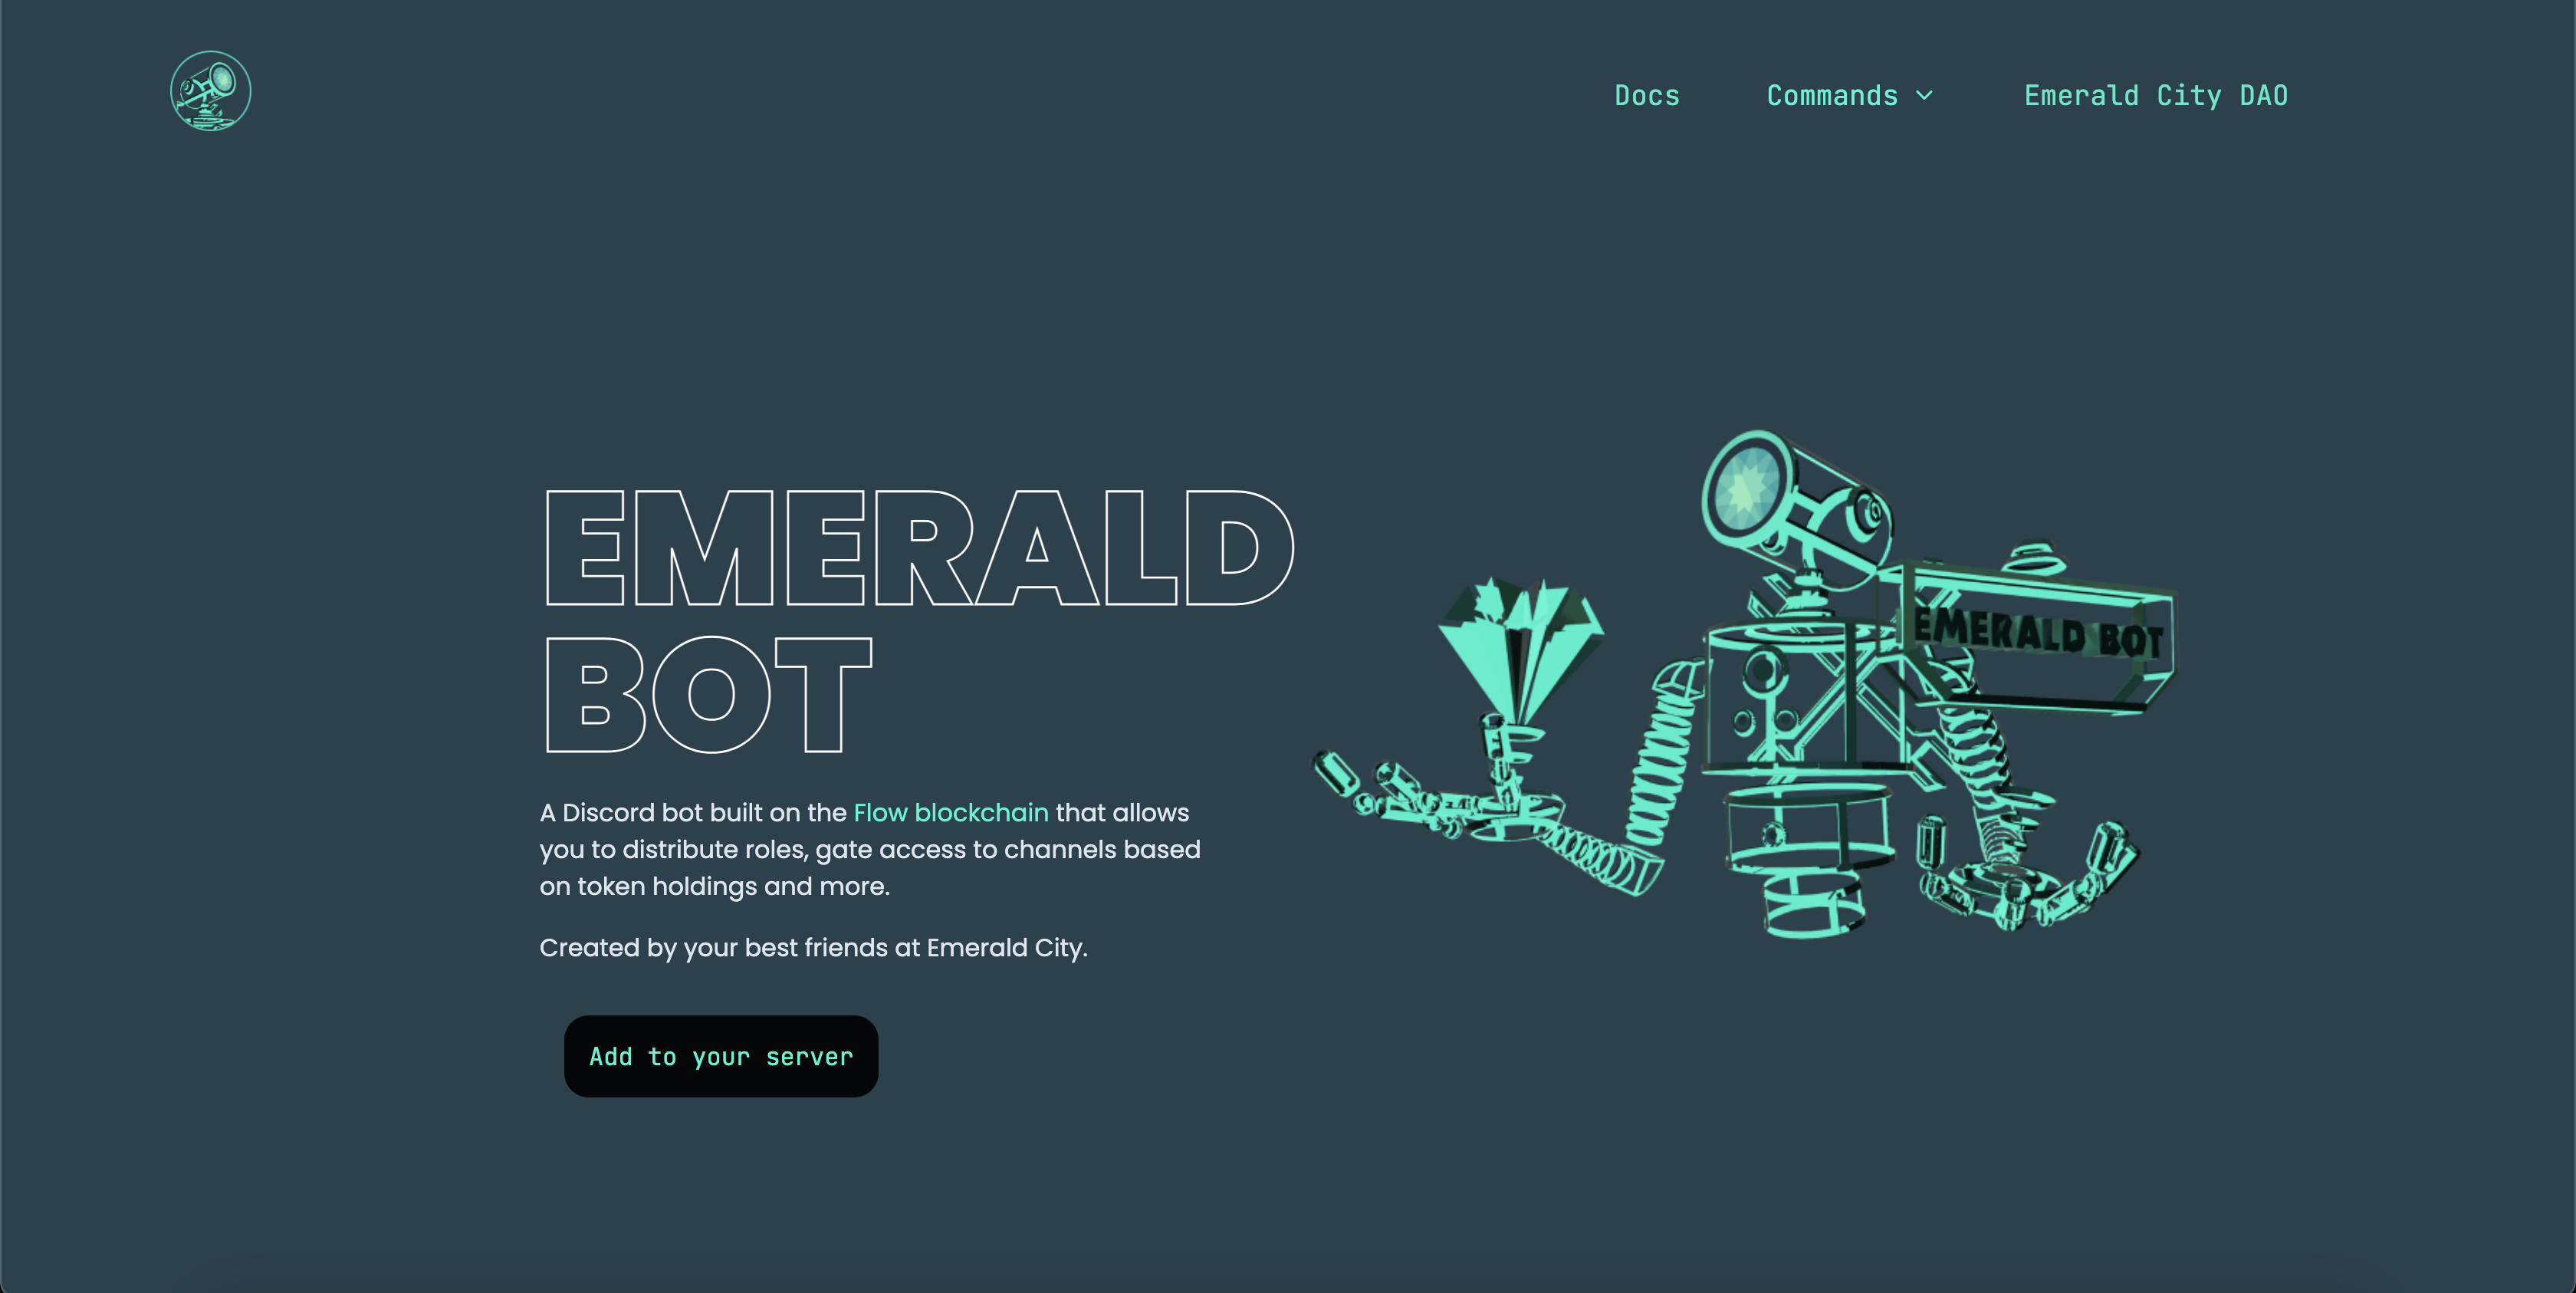 Docs
Commands
Emerald City DAO
EMERALD
BOT
EMERALD BOT
A Discord bot built on the Flow blockchain that allows
you to distribute roles, gate access to channels based
on token holdings and more.
Created by your best friends at Emerald City.
Add to your server